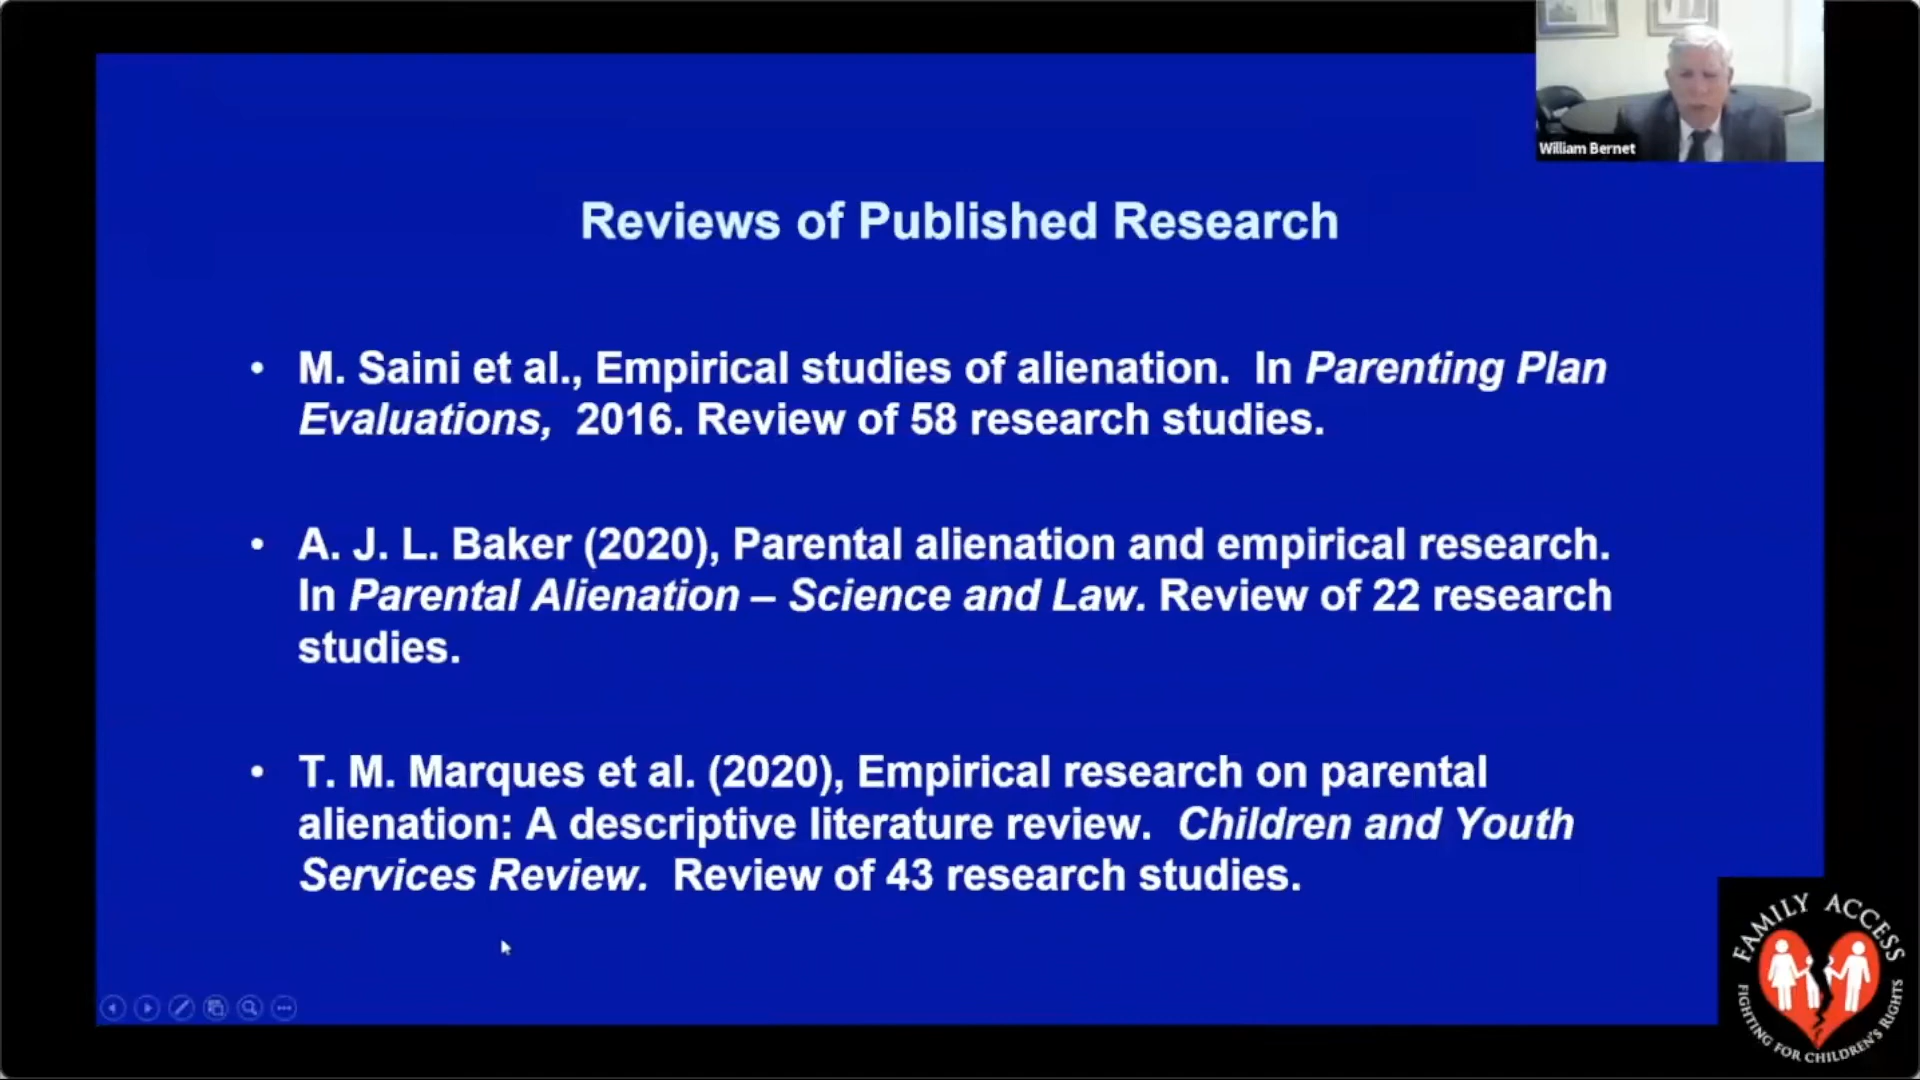 William Bernet
Reviews of Published Research
• M. Saini et al., Empirical studies of alienation. In Parenting Plan
Evaluations, 2016. Review of 58 research studies.
• A. J. L. Baker (2020), Parental alienation and empirical research.
In Parental Alienation – Science and Law. Review of 22 research
studies.
• T. M. Marques et al. (2020), Empirical research on parental
alienation: A descriptive literature review. Children and Youth
Services Review. Review of 43 research studies.
FAMILY ACCESS
FIGHTING FOR CHILDREN'S RIGHTS